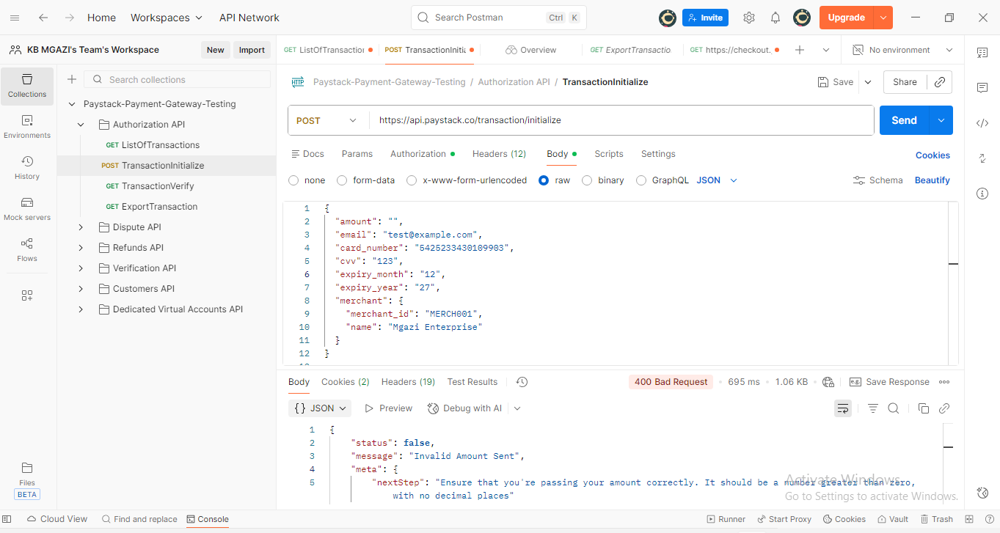 Home Workspaces API Network Search Postman Ctrl K Invite Upgrade
KB MGAZI's Team's Workspace New Import GET ListOfTransaction POST TransactionInitia Overview GET ExportTransactio GET https://checkout. No environment
Collections
Environments
History
Mock servers
Flows
Files
BETA
Search collections
Paystack-Payment-Gateway-Testing
Authorization API
GET ListOfTransactions
POST TransactionInitialize
GET TransactionVerify
GET ExportTransaction
Dispute API
Refunds API
Verification API
Customers API
Dedicated Virtual Accounts API
HTTP Paystack-Payment-Gateway-Testing / Authorization API / TransactionInitialize Save Share
POST https://api.paystack.co/transaction/initialize Send
Docs Params Authorization Headers (12) Body Scripts Settings Cookies
none form-data x-www-form-urlencoded raw binary GraphQL JSON Schema Beautify
1 {
2 "amount": "",
3 "email": "test@example.com",
4 "card_number": "5425233430109903",
5 "cvv": "123",
6 "expiry_month": "12",
7 "expiry_year": "27",
8 "merchant": {
9 "merchant_id": "MERCH001",
10 "name": "Mgazi Enterprise"
11 }
12 }
Body Cookies (2) Headers (19) Test Results 400 Bad Request 695 ms 1.06 KB e.g. Save Response
{} JSON Preview Debug with AI
1 {
2 "status": false,
3 "message": "Invalid Amount Sent",
4 "meta": {
5 "nextStep": "Ensure that you're passing your amount correctly. It should be a number greater than zero,
with no decimal places"
Activate Windows
Go to Settings to activate Windows.
Cloud View Find and replace Console Runner Start Proxy Cookies Vault Trash